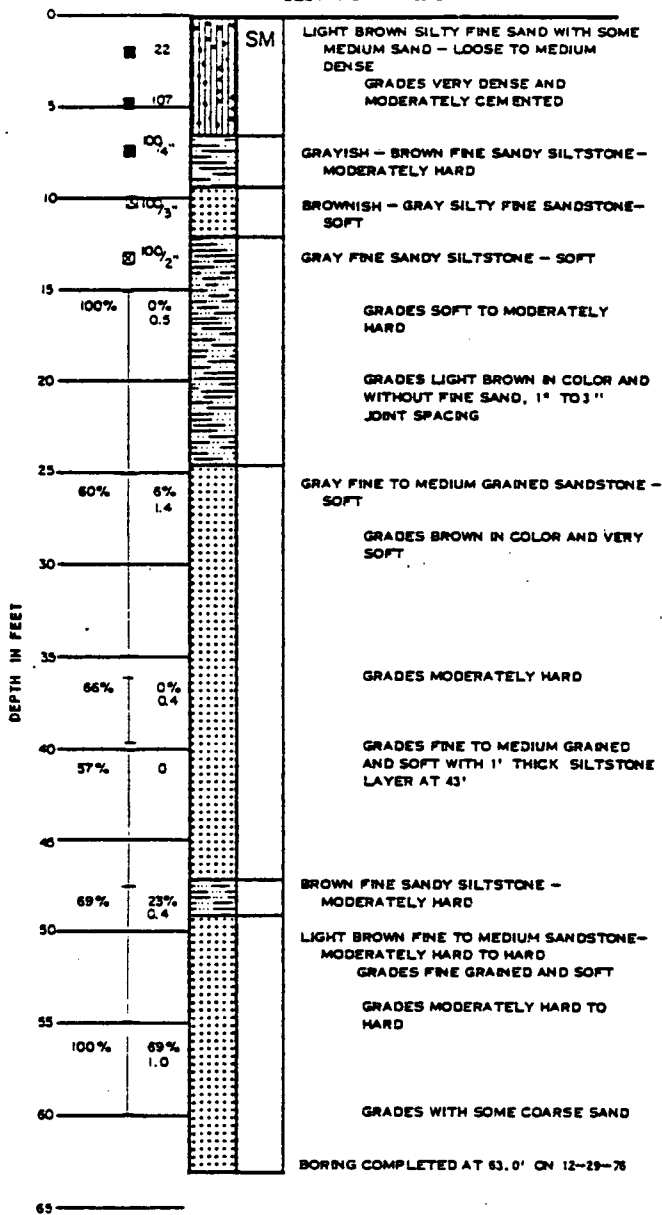 0
SM
LIGHT BROWN SILTY FINE SAND WITH SOME
MEDIUM SAND – LOOSE TO MEDIUM
DENSE
22
GRADES VERY DENSE AND
MODERATELY CEMENTED
5
107
100/4"
GRAYISH – BROWN FINE SANDY SILTSTONE–
MODERATELY HARD
10
100/3"
BROWNISH – GRAY SILTY FINE SANDSTONE–
SOFT
100/2"
GRAY FINE SANDY SILTSTONE – SOFT
15
100% 0%
0.5
GRADES SOFT TO MODERATELY
HARD
20
GRADES LIGHT BROWN IN COLOR AND
WITHOUT FINE SAND, 1" TO 3"
JOINT SPACING
25
60% 6%
1.4
GRAY FINE TO MEDIUM GRAINED SANDSTONE –
SOFT
GRADES BROWN IN COLOR AND VERY
SOFT
30
DEPTH IN FEET
35
66% 0%
0.4
GRADES MODERATELY HARD
40
57% 0
GRADES FINE TO MEDIUM GRAINED
AND SOFT WITH 1' THICK SILTSTONE
LAYER AT 43'
45
69% 23%
0.4
BROWN FINE SANDY SILTSTONE –
MODERATELY HARD
50
LIGHT BROWN FINE TO MEDIUM SANDSTONE–
MODERATELY HARD TO HARD
GRADES FINE GRAINED AND SOFT
GRADES MODERATELY HARD TO
HARD
55
100% 69%
1.0
60
GRADES WITH SOME COARSE SAND
BORING COMPLETED AT 63.0' ON 12–29–76
65